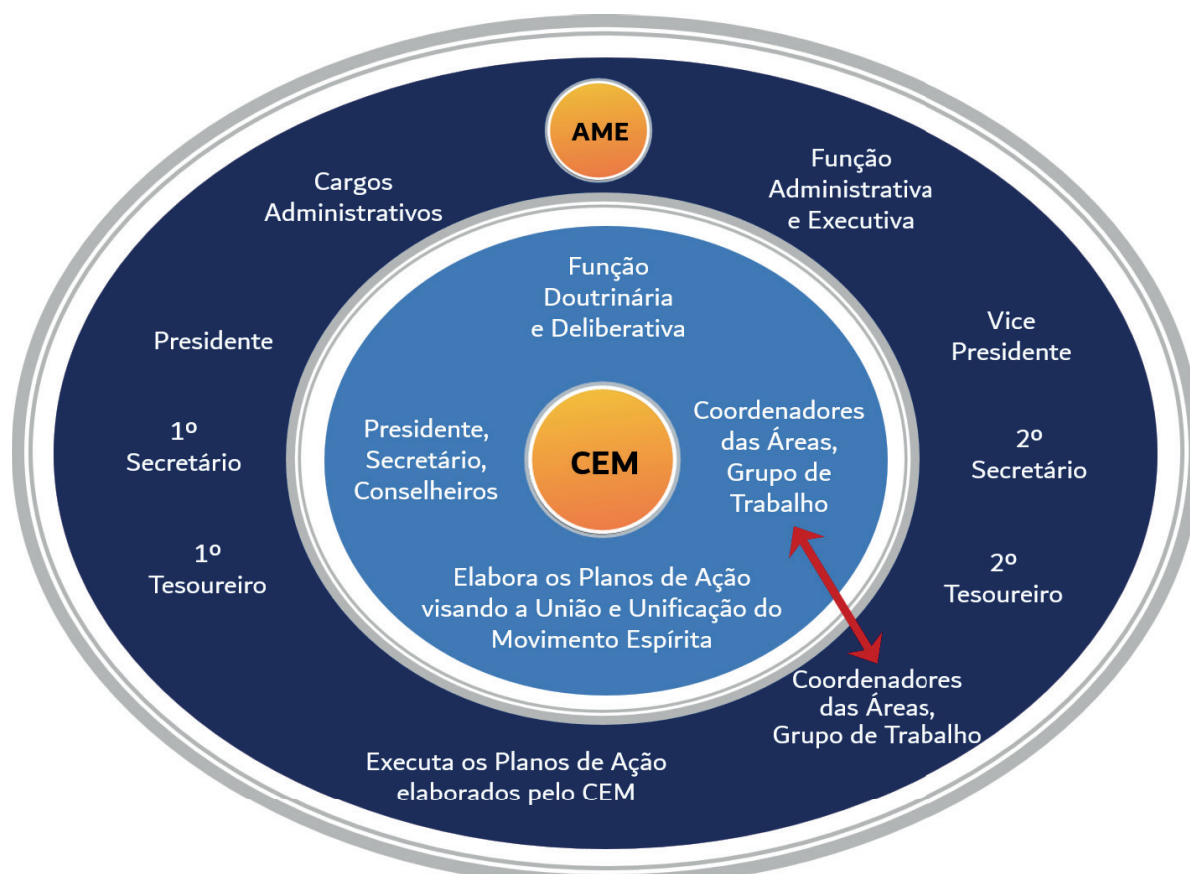 AME
Cargos
Administrativos
Função
Administrativa
e Executiva
Função
Doutrinária
e Deliberativa
Presidente
Vice
Presidente
1º
Secretário
Presidente,
Secretário,
Conselheiros
CEM
Coordenadores
das Áreas,
Grupo de
Trabalho
2º
Secretário
1º
Tesoureiro
Elabora os Planos de Ação
visando a União e Unificação do
Movimento Espírita
2º
Tesoureiro
Coordenadores
das Áreas,
Grupo de Trabalho
Executa os Planos de Ação
elaborados pelo CEM